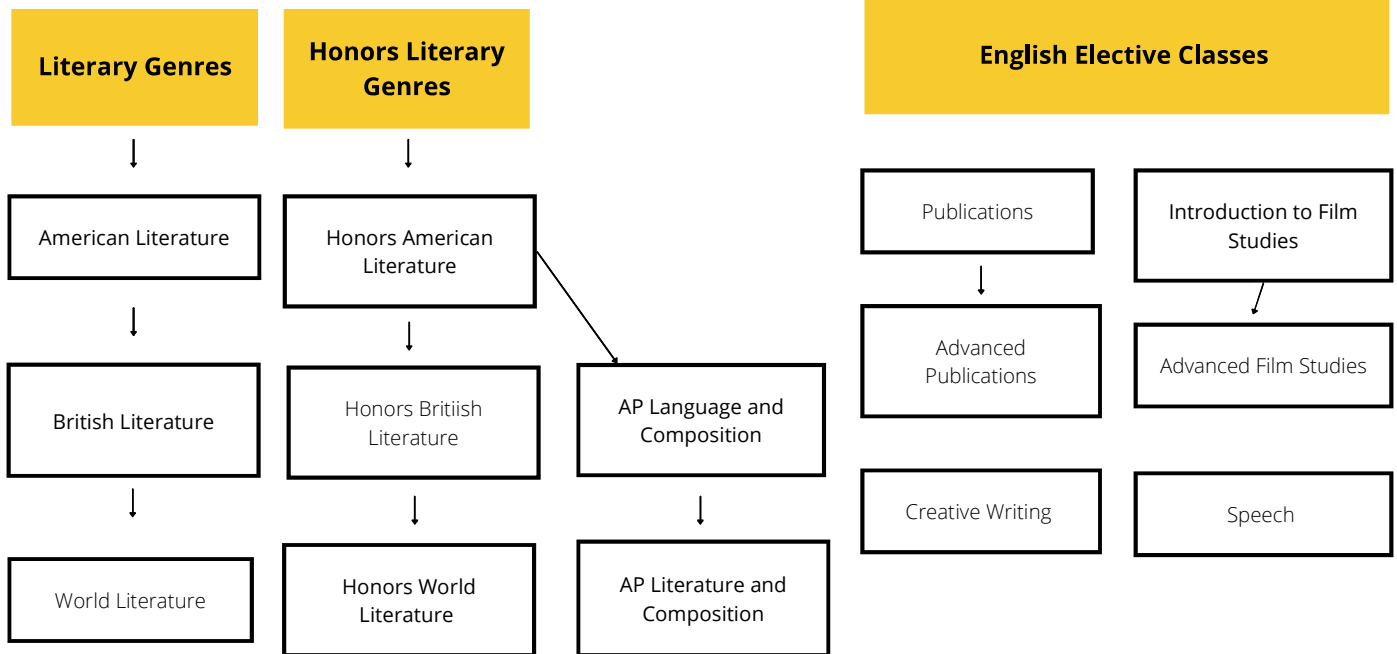 Literary Genres
Honors Literary
Genres
English Elective Classes
American Literature
Honors American
Literature
Publications
Introduction to Film
Studies
British Literature
Honors Britiish
Literature
AP Language and
Composition
Advanced
Publications
Advanced Film Studies
World Literature
Honors World
Literature
AP Literature and
Composition
Creative Writing
Speech